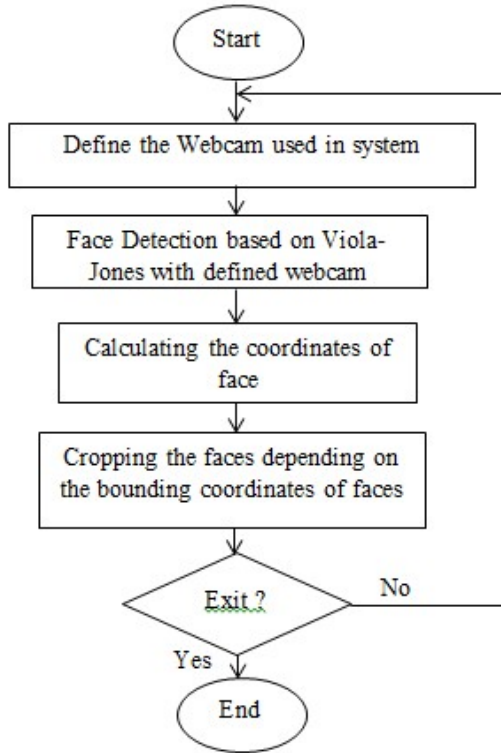 Start
Define the Webcam used in system
Face Detection based on Viola-
Jones with defined webcam
Calculating the coordinates of
face
Cropping the faces depending on
the bounding coordinates of faces
Exit ?
No
Yes
End